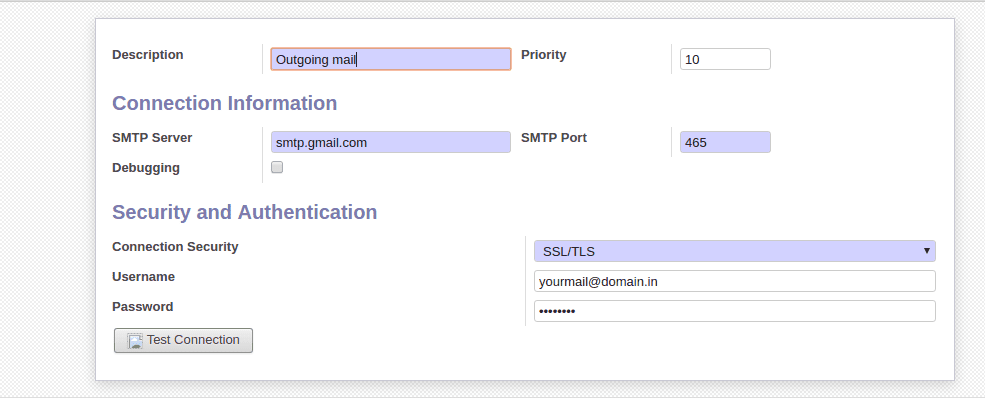 Description Outgoing mail Priority 10
Connection Information
SMTP Server smtp.gmail.com SMTP Port 465
Debugging
Security and Authentication
Connection Security SSL/TLS
Username yourmail@domain.in
Password ••••••••
Test Connection